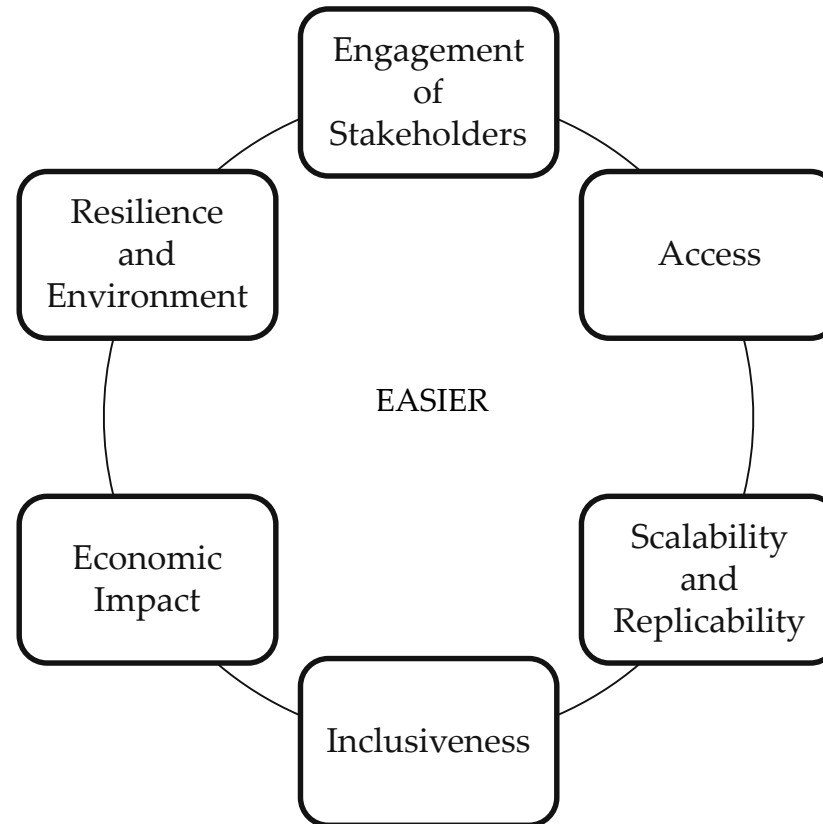 Engagement
of
Stakeholders
Access
Scalability
and
Replicability
Inclusiveness
Economic
Impact
Resilience
and
Environment
EASIER